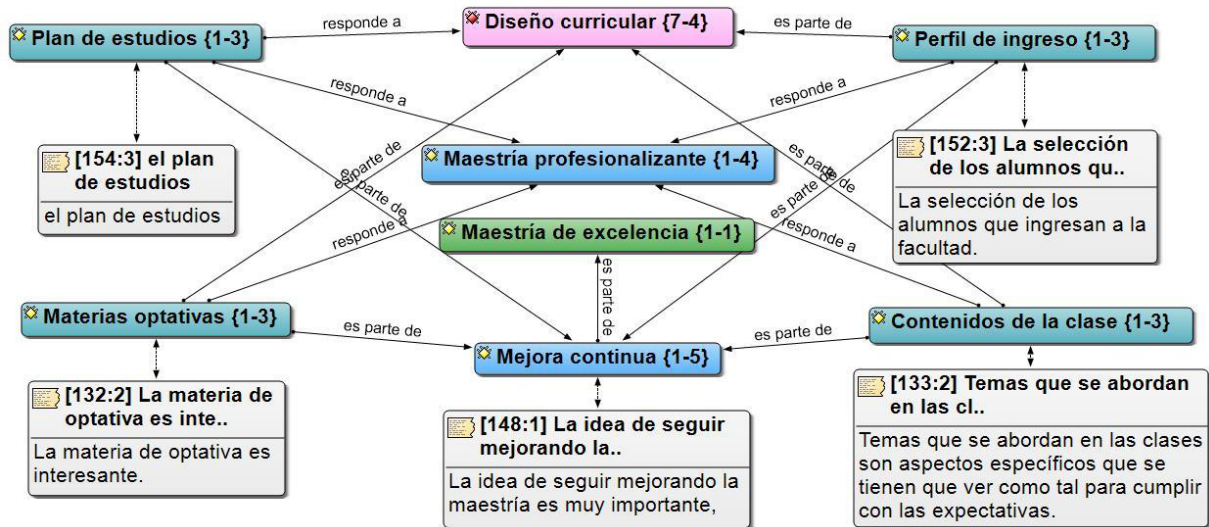 responde a
Diseño curricular {7-4}
es parte de
Plan de estudios {1-3}
Perfil de ingreso {1-3}
responde a
responde a
[154:3] el plan
de estudios
el plan de estudios
Maestría profesionalizante {1-4}
[152:3] La selección
de los alumnos qu..
La selección de los
alumnos que ingresan a la
facultad.
es parte de
es parte de
es parte de
es parte de
responde a
Maestría de excelencia {1-1}
responde a
es parte de
Materias optativas {1-3}
es parte de
es parte de
Contenidos de la clase {1-3}
Mejora continua {1-5}
[132:2] La materia de
optativa es inte..
La materia de optativa es
interesante.
[148:1] La idea de seguir
mejorando la..
La idea de seguir mejorando la
maestría es muy importante,
[133:2] Temas que se abordan
en las cl..
Temas que se abordan en las clases
son aspectos específicos que se
tienen que ver como tal para cumplir
con las expectativas.